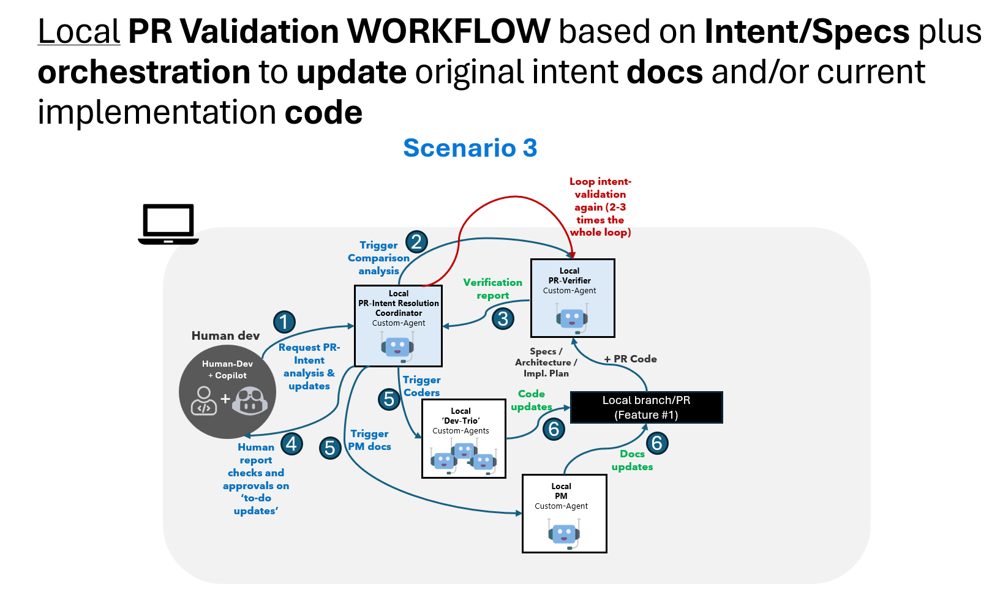 Local PR Validation WORKFLOW based on Intent/Specs plus
orchestration to update original intent docs and/or current
implementation code
Scenario 3
Loop intent-
validation
again (2-3
times the
whole loop)
2
Trigger
Comparison
analysis
Local
PR-Verifier
Custom-Agent
Verification
report
3
Local
PR-Intent Resolution
Coordinator
Custom-Agent
1
Human dev
Human-Dev
+ Copilot
+
Request PR-
Intent
analysis &
updates
Specs /
Architecture /
Impl. Plan
+ PR Code
5
Trigger
Coders
Code
updates
6
Local branch/PR
(Feature #1)
Local
‘Dev-Trio’
Custom-Agents
4
Human
report
checks and
approvals on
‘to-do
updates’
5
Trigger
PM docs
6
Docs
updates
Local
PM
Custom-Agent